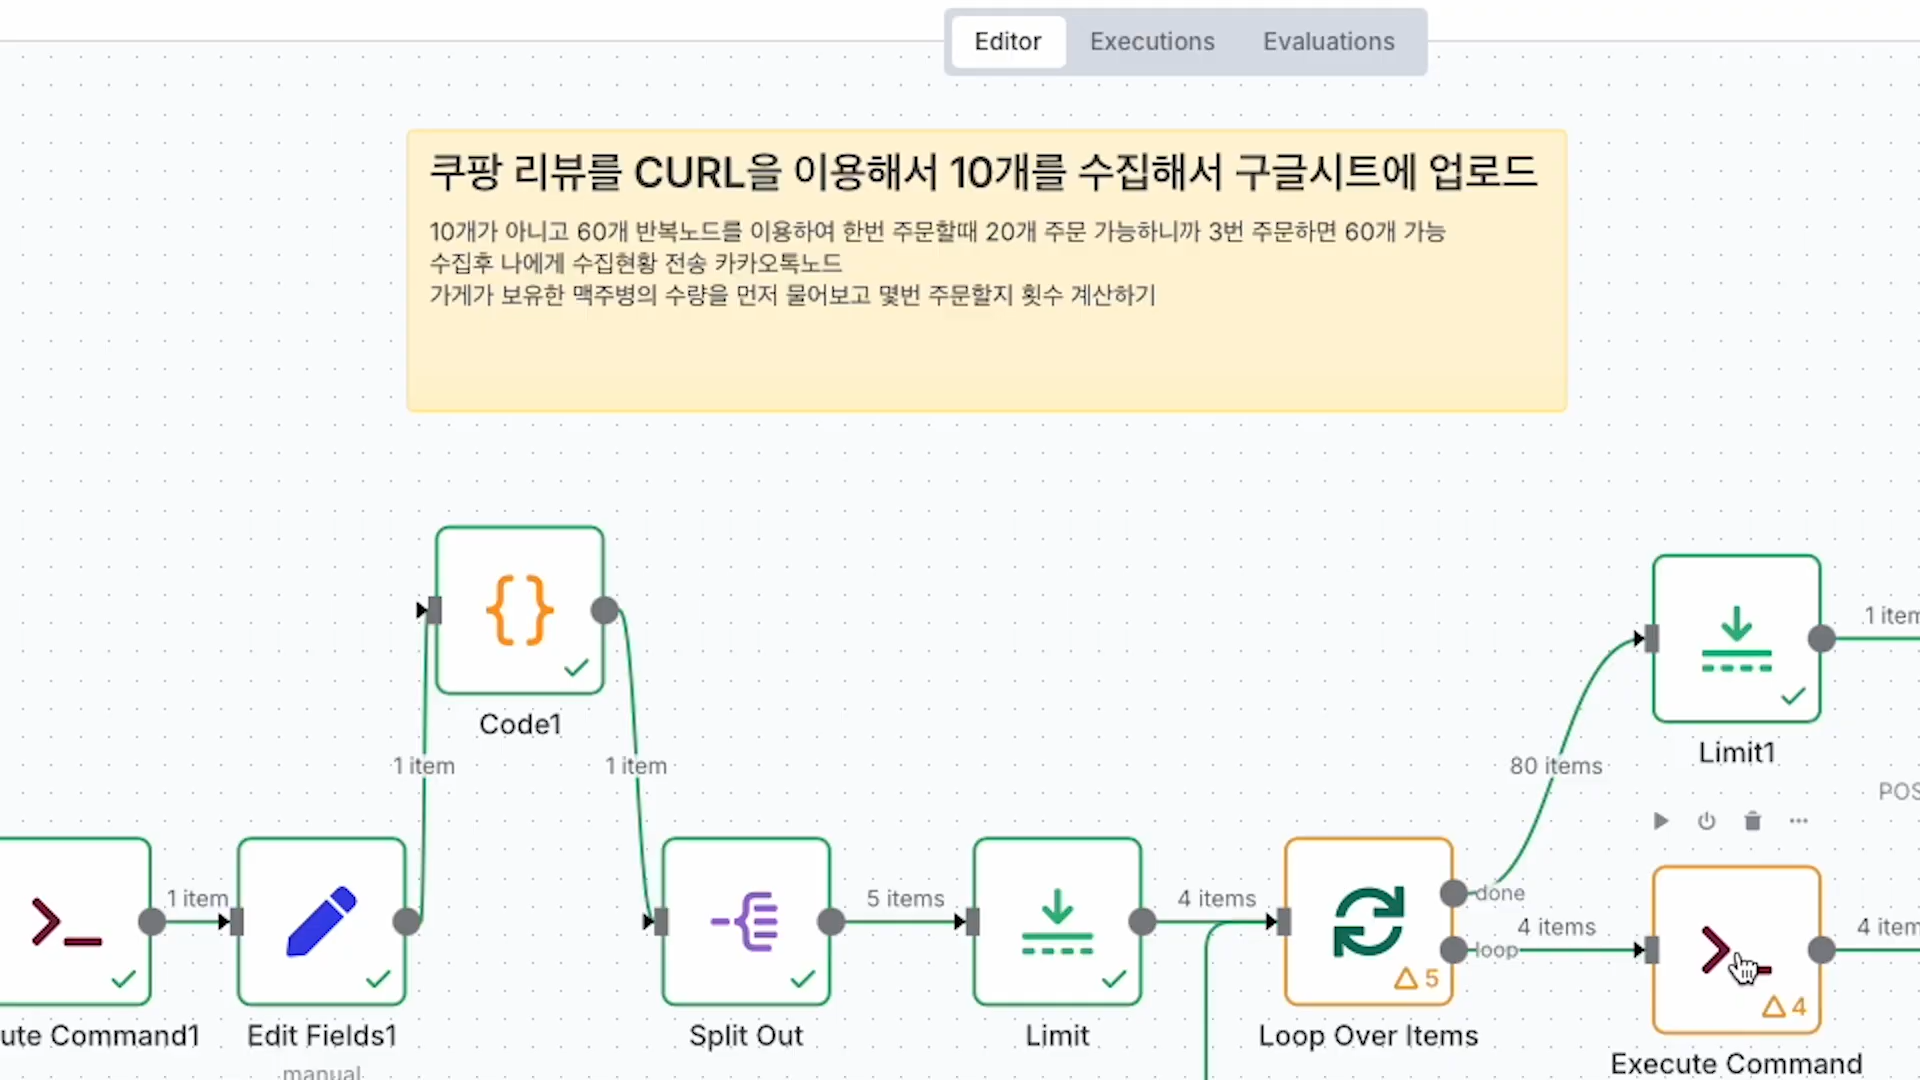 Editor Executions Evaluations
쿠팡 리뷰를 CURL을 이용해서 10개를 수집해서 구글시트에 업로드
10개가 아니고 60개 반복노드를 이용하여 한번 주문할때 20개 주문 가능하니까 3번 주문하면 60개 가능
수집후 나에게 수집현황 전송 카카오톡노드
가게가 보유한 맥주병의 수량을 먼저 물어보고 몇번 주문할지 횟수 계산하기
1 item
Code1
Limit1
1 item
1 item
80 items
POS
1 item
5 items
4 items
done
4 items
4 item
loop
5
4
ute Command1
Edit Fields1
Split Out
Limit
Loop Over Items
Execute Command
manual